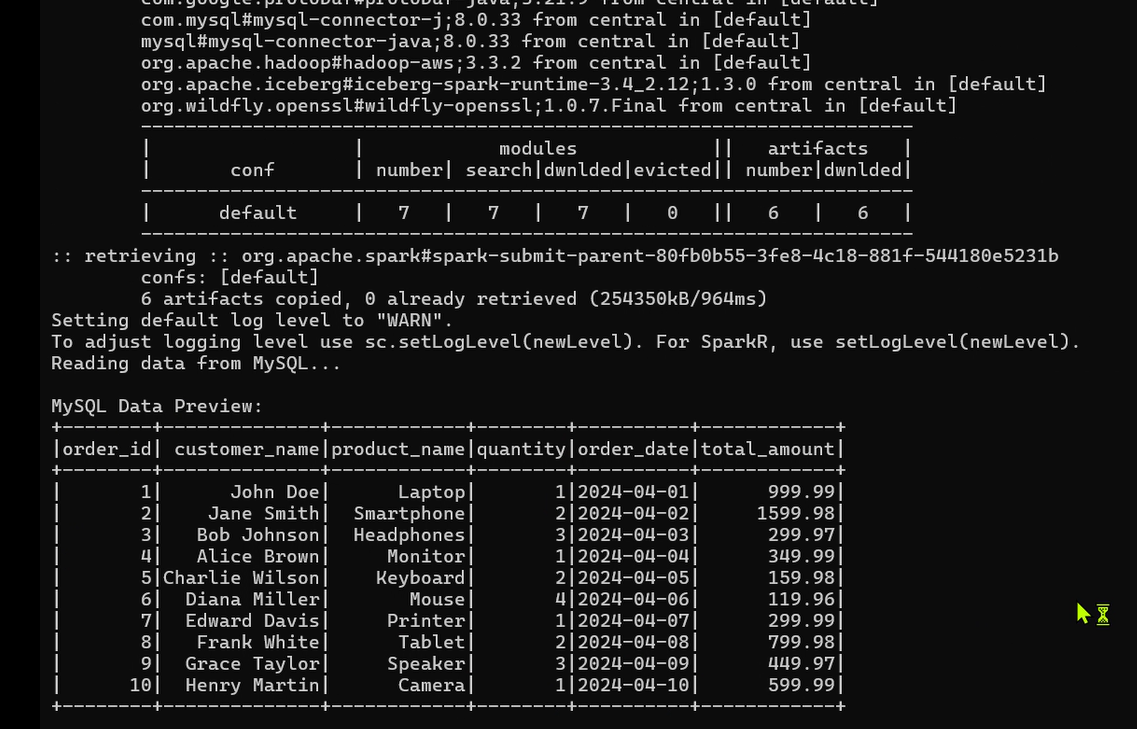 com.google.protobuf#protobuf-java;3.21.9 from central in [default]
com.mysql#mysql-connector-j;8.0.33 from central in [default]
mysql#mysql-connector-java;8.0.33 from central in [default]
org.apache.hadoop#hadoop-aws;3.3.2 from central in [default]
org.apache.iceberg#iceberg-spark-runtime-3.4_2.12;1.3.0 from central in [default]
org.wildfly.openssl#wildfly-openssl;1.0.7.Final from central in [default]
---------------------------------------------------------------------
|                  |            modules            ||   artifacts   |
|       conf       | number| search|dwnlded|evicted|| number|dwnlded|
---------------------------------------------------------------------
|      default     |   7   |   7   |   7   |   0   ||   6   |   6   |
---------------------------------------------------------------------
:: retrieving :: org.apache.spark#spark-submit-parent-80fb0b55-3fe8-4c18-881f-544180e5231b
confs: [default]
6 artifacts copied, 0 already retrieved (254350kB/964ms)
Setting default log level to "WARN".
To adjust logging level use sc.setLogLevel(newLevel). For SparkR, use setLogLevel(newLevel).
Reading data from MySQL...
MySQL Data Preview:
+--------+--------------+------------+--------+----------+------------+
|order_id| customer_name|product_name|quantity|order_date|total_amount|
+--------+--------------+------------+--------+----------+------------+
|       1|      John Doe|      Laptop|       1|2024-04-01|      999.99|
|       2|    Jane Smith|  Smartphone|       2|2024-04-02|     1599.98|
|       3|   Bob Johnson|  Headphones|       3|2024-04-03|      299.97|
|       4|   Alice Brown|     Monitor|       1|2024-04-04|      349.99|
|       5|Charlie Wilson|    Keyboard|       2|2024-04-05|      159.98|
|       6|  Diana Miller|       Mouse|       4|2024-04-06|      119.96|
|       7|  Edward Davis|     Printer|       1|2024-04-07|      299.99|
|       8|   Frank White|      Tablet|       2|2024-04-08|      799.98|
|       9|  Grace Taylor|     Speaker|       3|2024-04-09|      449.97|
|      10|  Henry Martin|      Camera|       1|2024-04-10|      599.99|
+--------+--------------+------------+--------+----------+------------+